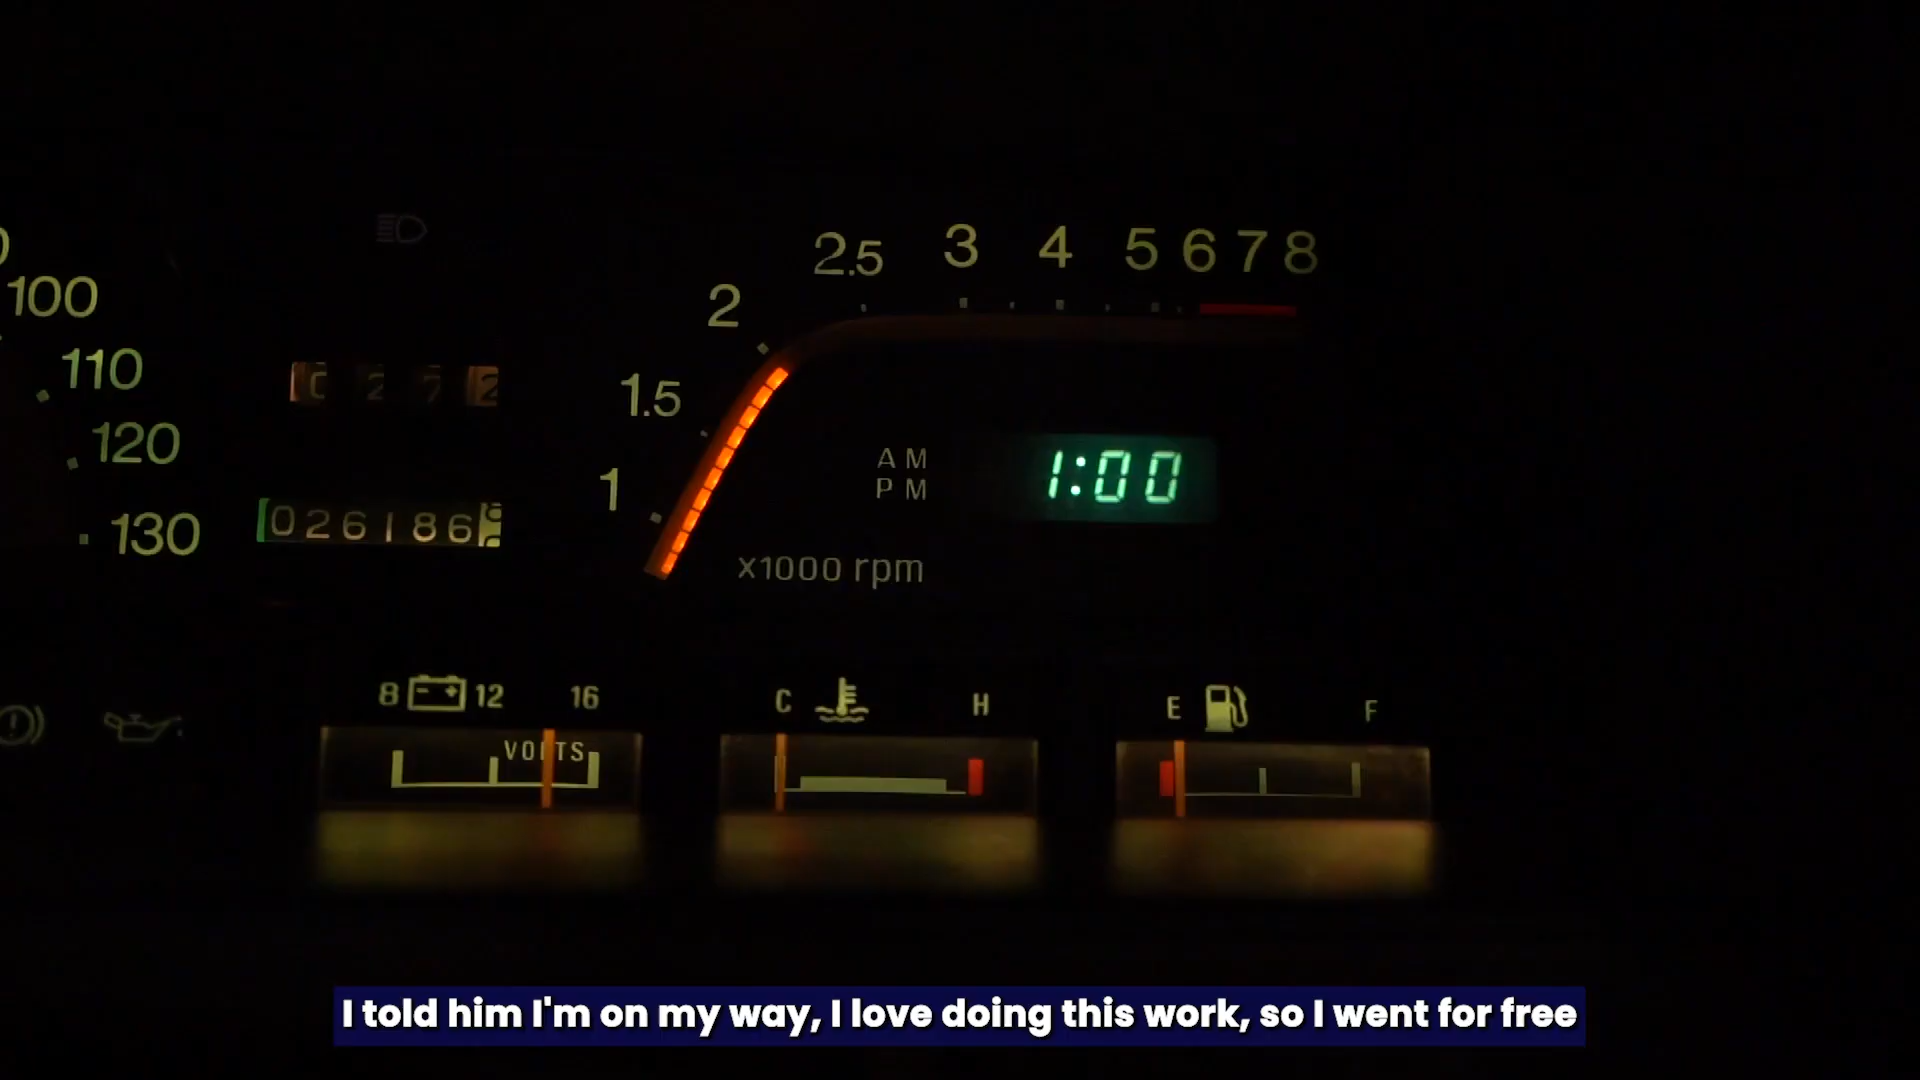 2.5 3 4 5 6 7 8
2
100
110
1.5
120
AM
PM
1:00
1
130
026186
x1000 rpm
8 12 16
C H
E F
VOLTS
I told him I'm on my way, I love doing this work, so I went for free